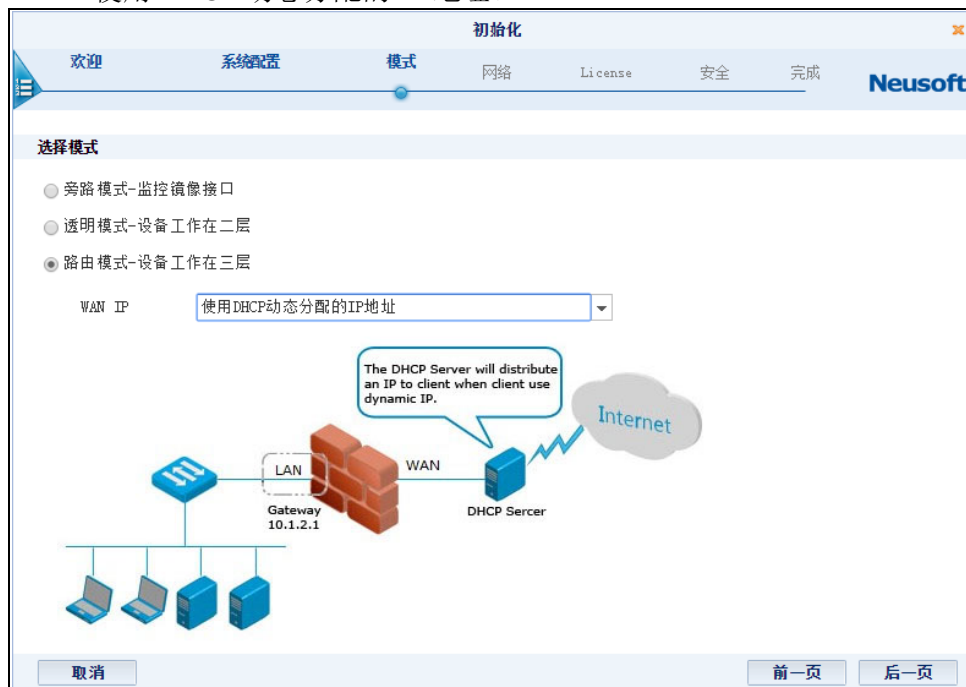 初始化
欢迎
系统配置
模式
网络
License
安全
完成
Neusoft
选择模式
旁路模式-监控镜像接口
透明模式-设备工作在二层
路由模式-设备工作在三层
WAN IP
使用DHCP动态分配的IP地址
The DHCP Server will distribute
an IP to client when client use
dynamic IP.
Internet
LAN
WAN
Gateway
10.1.2.1
DHCP Sercer
取消
前一页
后一页